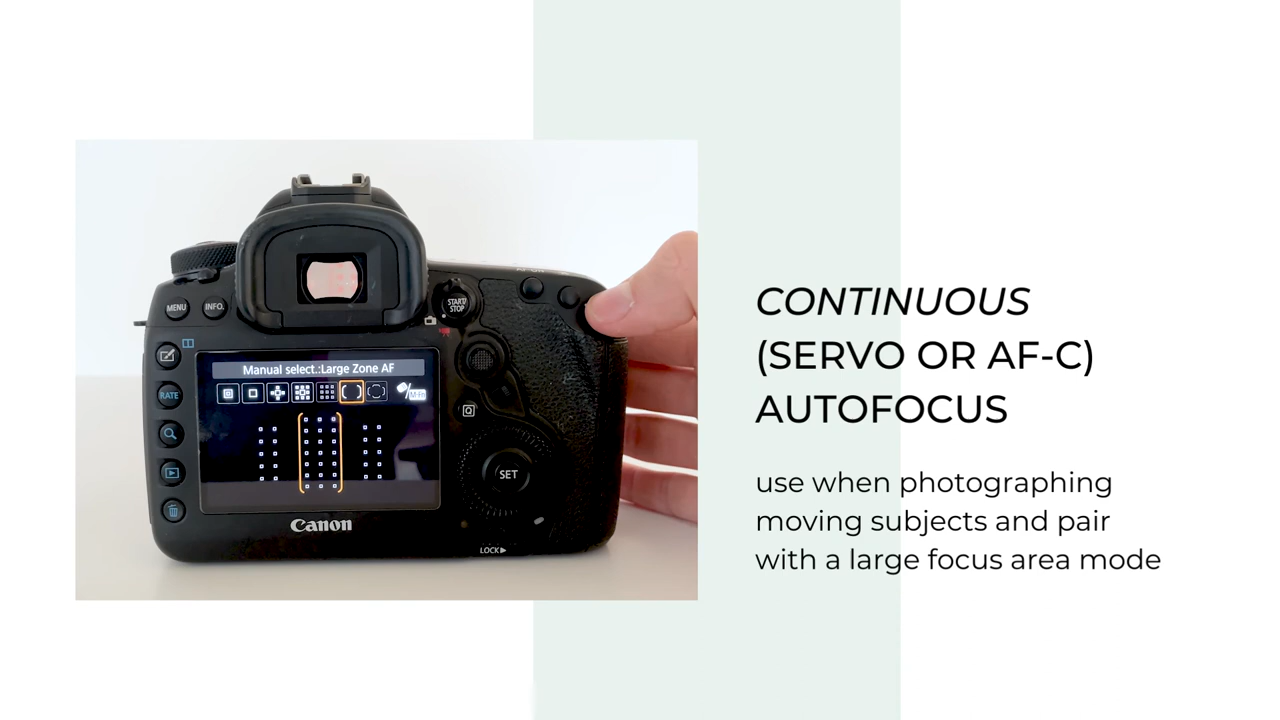 MENU
INFO.
START/
STOP
RATE
Manual select.:Large Zone AF
Q
SET
Canon
LOCK▶
CONTINUOUS
(SERVO OR AF-C)
AUTOFOCUS
use when photographing
moving subjects and pair
with a large focus area mode